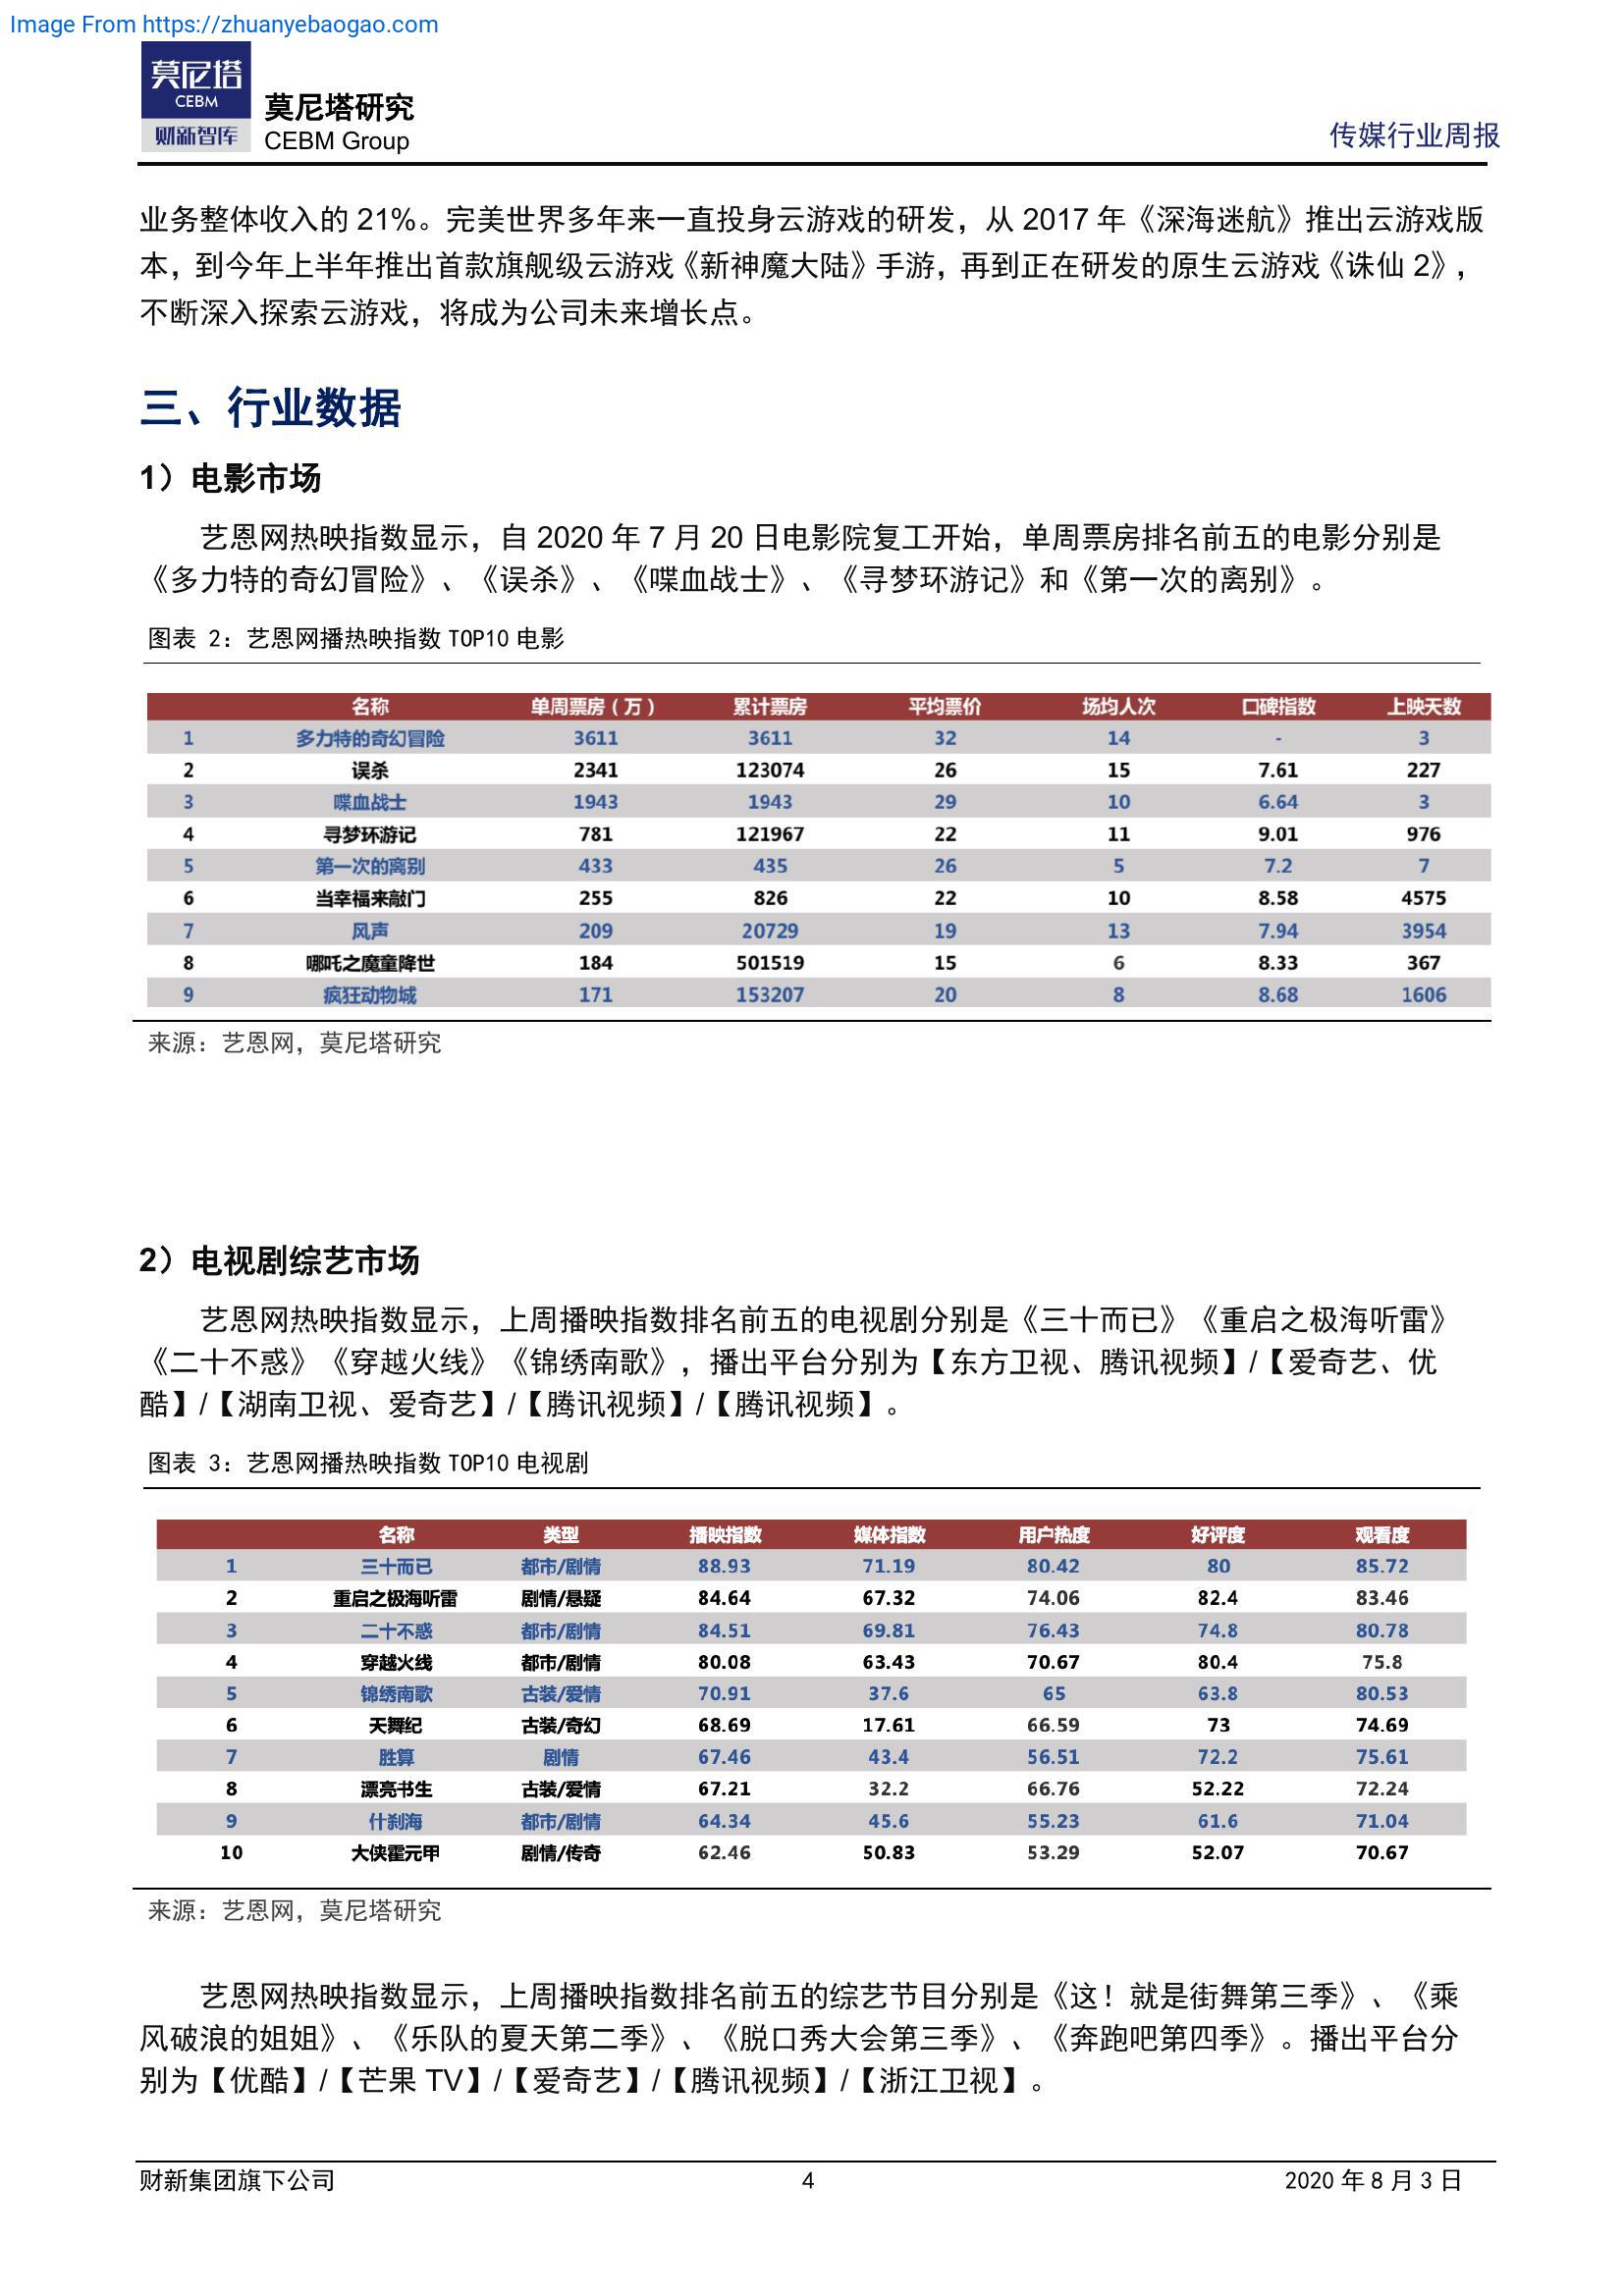 Image From https://zhuanyebaogao.com
莫尼塔
CEBM
财新智库
莫尼塔研究
CEBM Group
传媒行业周报
业务整体收入的 21%。完美世界多年来一直投身云游戏的研发，从 2017 年《深海迷航》推出云游戏版
本，到今年上半年推出首款旗舰级云游戏《新神魔大陆》手游，再到正在研发的原生云游戏《诛仙 2》，
不断深入探索云游戏，将成为公司未来增长点。
三、行业数据
1）电影市场
艺恩网热映指数显示，自 2020 年 7 月 20 日电影院复工开始，单周票房排名前五的电影分别是
《多力特的奇幻冒险》、《误杀》、《喋血战士》、《寻梦环游记》和《第一次的离别》。
图表 2：艺恩网播热映指数 TOP10 电影
名称 单周票房（万） 累计票房 平均票价 场均人次 口碑指数 上映天数
1 多力特的奇幻冒险 3611 3611 32 14 - 3
2 误杀 2341 123074 26 15 7.61 227
3 喋血战士 1943 1943 29 10 6.64 3
4 寻梦环游记 781 121967 22 11 9.01 976
5 第一次的离别 433 435 26 5 7.2 7
6 当幸福来敲门 255 826 22 10 8.58 4575
7 风声 209 20729 19 13 7.94 3954
8 哪吒之魔童降世 184 501519 15 6 8.33 367
9 疯狂动物城 171 153207 20 8 8.68 1606
来源：艺恩网，莫尼塔研究
2）电视剧综艺市场
艺恩网热映指数显示，上周播映指数排名前五的电视剧分别是《三十而已》《重启之极海听雷》
《二十不惑》《穿越火线》《锦绣南歌》，播出平台分别为【东方卫视、腾讯视频】/【爱奇艺、优
酷】/【湖南卫视、爱奇艺】/【腾讯视频】/【腾讯视频】。
图表 3：艺恩网播热映指数 TOP10 电视剧
名称 类型 播映指数 媒体指数 用户热度 好评度 观看度
1 三十而已 都市/剧情 88.93 71.19 80.42 80 85.72
2 重启之极海听雷 剧情/悬疑 84.64 67.32 74.06 82.4 83.46
3 二十不惑 都市/剧情 84.51 69.81 76.43 74.8 80.78
4 穿越火线 都市/剧情 80.08 63.43 70.67 80.4 75.8
5 锦绣南歌 古装/爱情 70.91 37.6 65 63.8 80.53
6 天舞纪 古装/奇幻 68.69 17.61 66.59 73 74.69
7 胜算 剧情 67.46 43.4 56.51 72.2 75.61
8 漂亮书生 古装/爱情 67.21 32.2 66.76 52.22 72.24
9 什刹海 都市/剧情 64.34 45.6 55.23 61.6 71.04
10 大侠霍元甲 剧情/传奇 62.46 50.83 53.29 52.07 70.67
来源：艺恩网，莫尼塔研究
艺恩网热映指数显示，上周播映指数排名前五的综艺节目分别是《这！就是街舞第三季》、《乘
风破浪的姐姐》、《乐队的夏天第二季》、《脱口秀大会第三季》、《奔跑吧第四季》。播出平台分
别为【优酷】/【芒果 TV】/【爱奇艺】/【腾讯视频】/【浙江卫视】。
财新集团旗下公司 4 2020 年 8 月 3 日